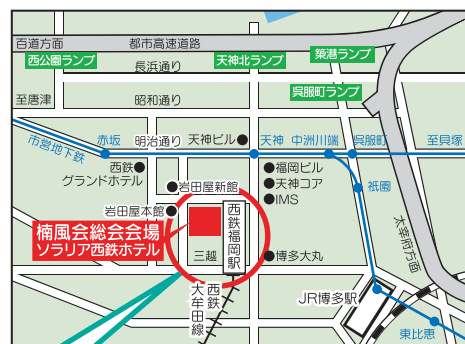 百道方面
都市高速道路
西公園ランプ
天神北ランプ
築港ランプ
長浜通り
呉服町ランプ
至唐津
昭和通り
市営地下鉄
赤坂
明治通り
天神ビル
天神
中洲川端
呉服町
至貝塚
西鉄
グランドホテル
福岡ビル
天神コア
IMS
祇園
岩田屋新館
岩田屋本館
楠風会総会会場
ソラリア西鉄ホテル
西鉄福岡駅
三越
博多大丸
太宰府方面
西鉄
大牟田線
JR博多駅
東比恵